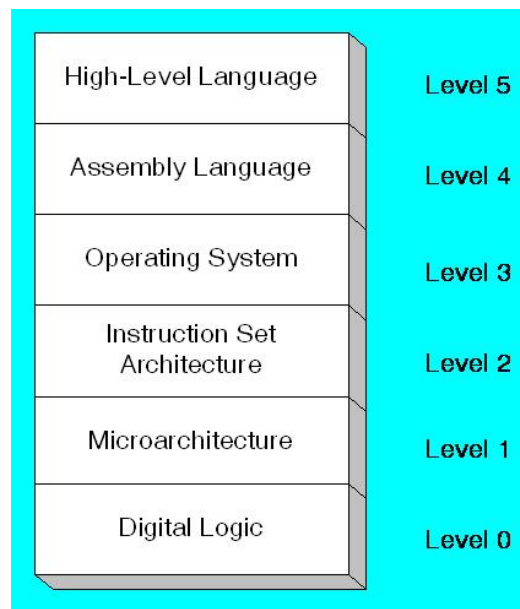 High-Level Language
Level 5
Assembly Language
Level 4
Operating System
Level 3
Instruction Set
Architecture
Level 2
Microarchitecture
Level 1
Digital Logic
Level 0